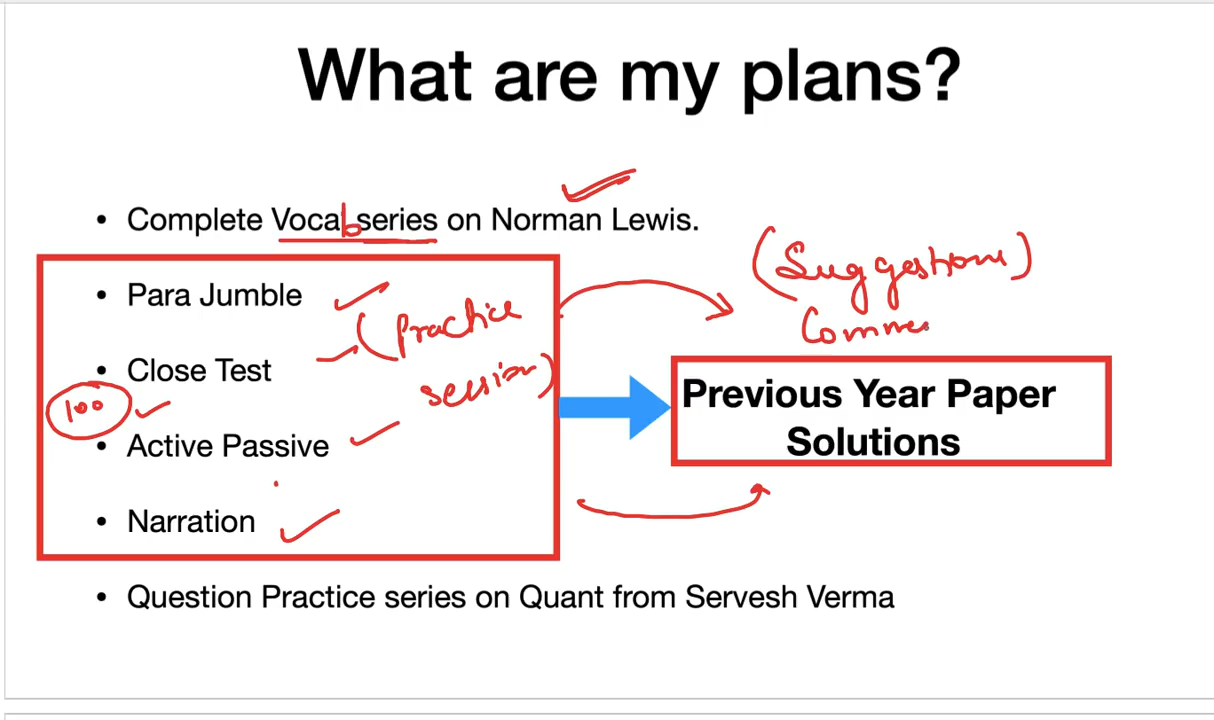 What are my plans?
• Complete Vocab series on Norman Lewis.
• Para Jumble
(Practice
session)
(Suggestions)
Comme
• Close Test
100
• Active Passive
• Narration
Previous Year Paper
Solutions
• Question Practice series on Quant from Servesh Verma